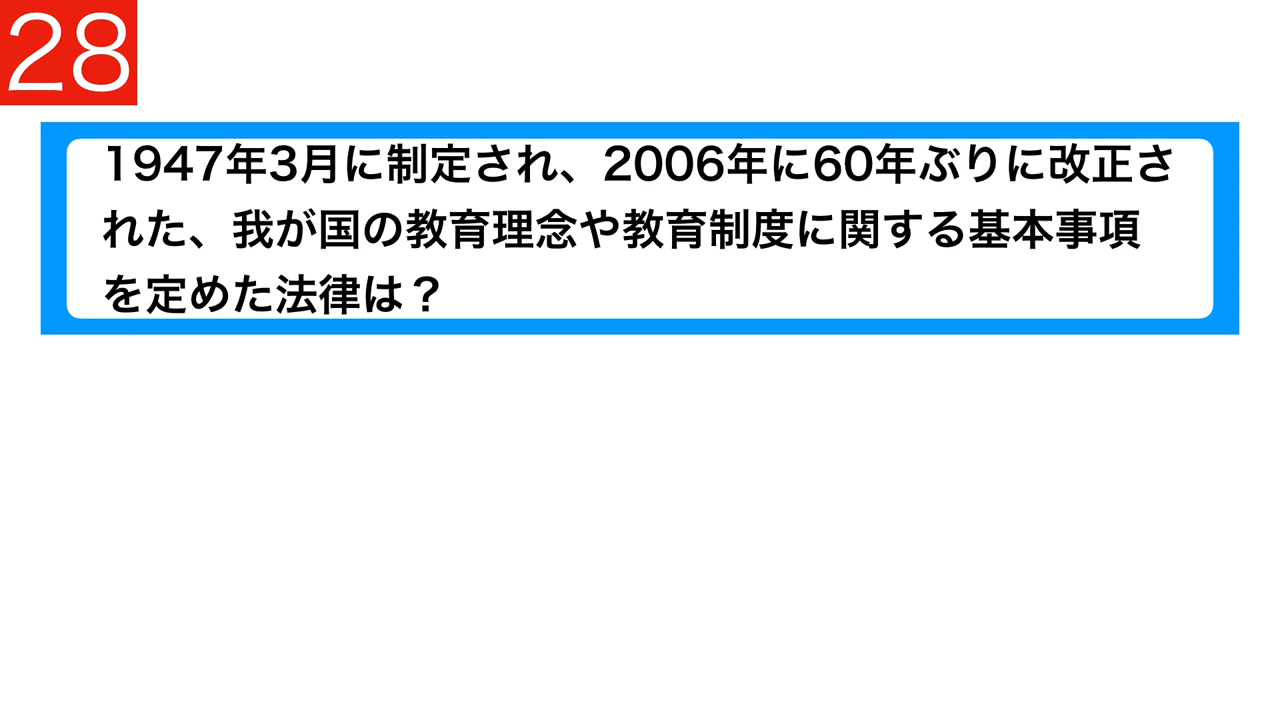 28
1947年3月に制定され、2006年に60年ぶりに改正さ
れた、我が国の教育理念や教育制度に関する基本事項
を定めた法律は？